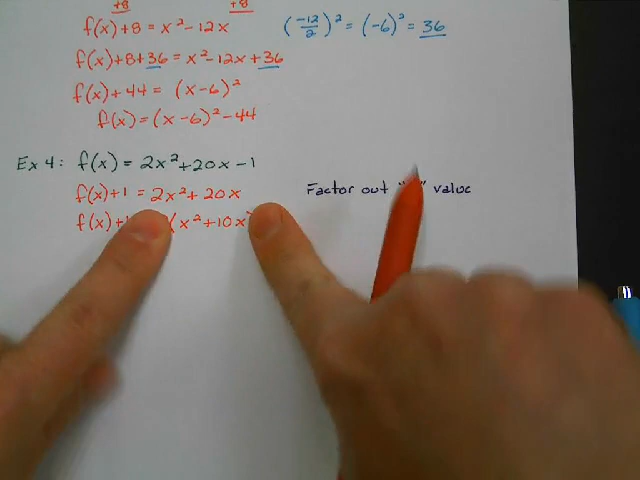 +8 +8
f(x)+8 = x²-12x (-12/2)² = (-6)² = 36
f(x)+8+36 = x²-12x+36
f(x)+44 = (x-6)²
f(x) = (x-6)²-44
Ex 4: f(x) = 2x²+20x-1
f(x)+1 = 2x²+20x Factor out value
f(x)+1 (x²+10x)